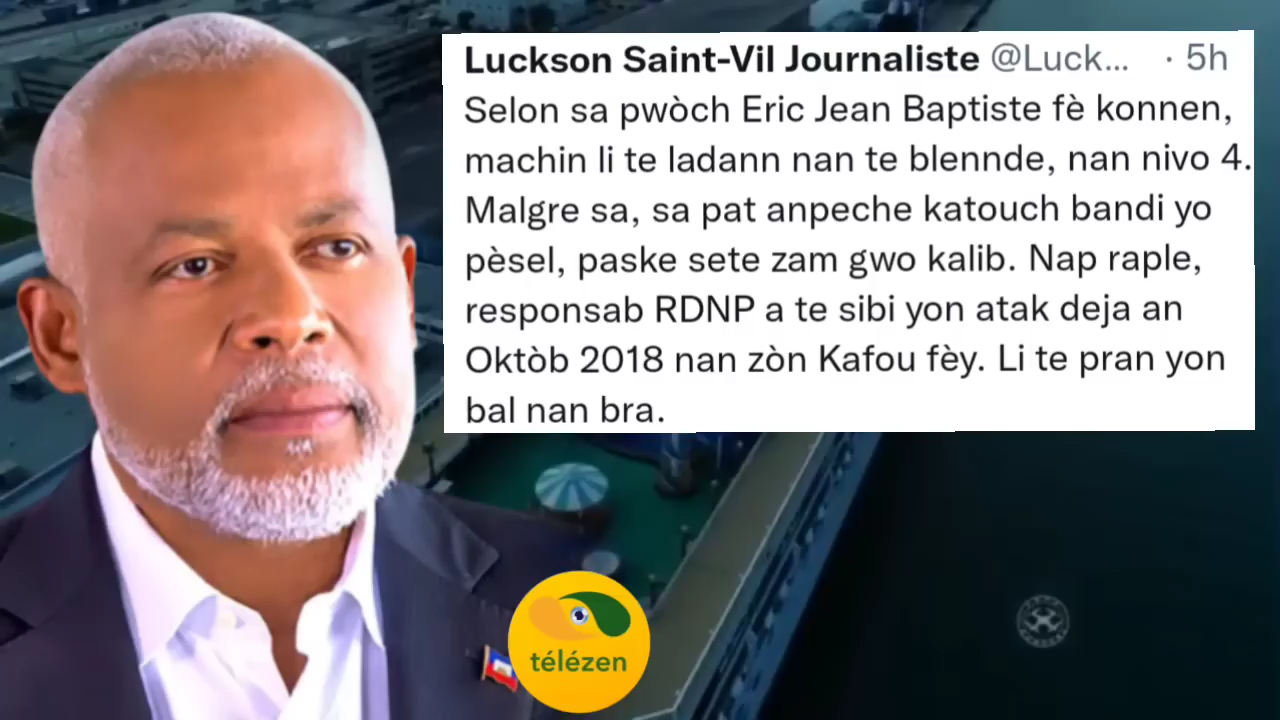 Luckson Saint-Vil Journaliste @Luck... · 5h
Selon sa pwòch Eric Jean Baptiste fè konnen,
machin li te ladann nan te blennde, nan nivo 4.
Malgre sa, sa pat anpeche katouch bandi yo
pèsel, paske sete zam gwo kalib. Nap raple,
responsab RDNP a te sibi yon atak deja an
Oktòb 2018 nan zòn Kafou fèy. Li te pran yon
bal nan bra.
télézen